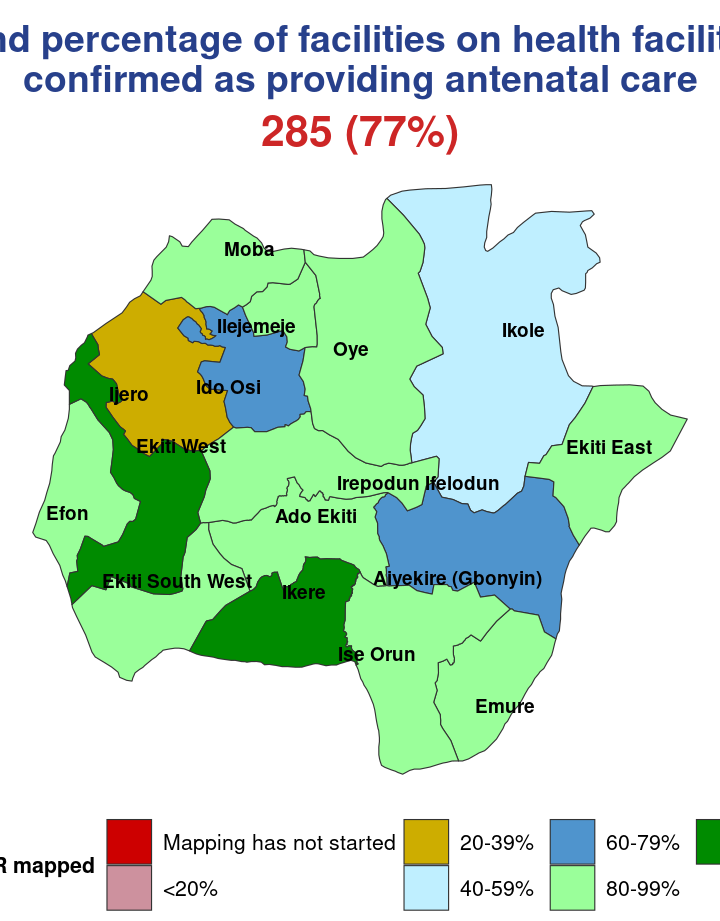 percentage of facilities on health
confirmed as providing antenatal care
285 (77%)
Moba
Ilejemeje
Ikole
Oye
Ido Osi
Ijero
Ekiti West
Ekiti East
Irepodun Ifelodun
Efon
Ado Ekiti
Aiyekire (Gbonyin)
Ekiti South West
Ikere
Ise Orun
Emure
Mapping has not started
20-39%
60-79%
mapped
<20%
40-59%
80-99%